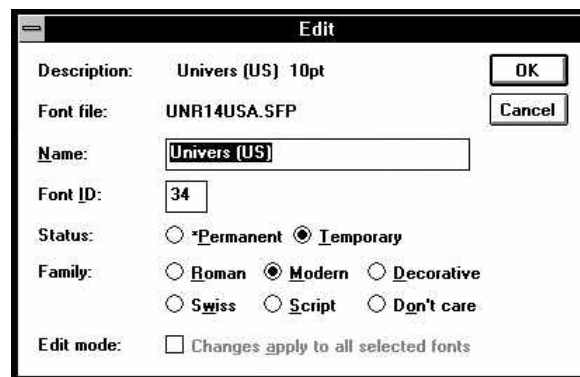 Edit
Description: Univers (US) 10pt OK
Font file: UNR14USA.SFP Cancel
Name: Univers (US)
Font ID: 34
Status: *Permanent Temporary
Family: Roman Modern Decorative
Swiss Script Don't care
Edit mode: Changes apply to all selected fonts